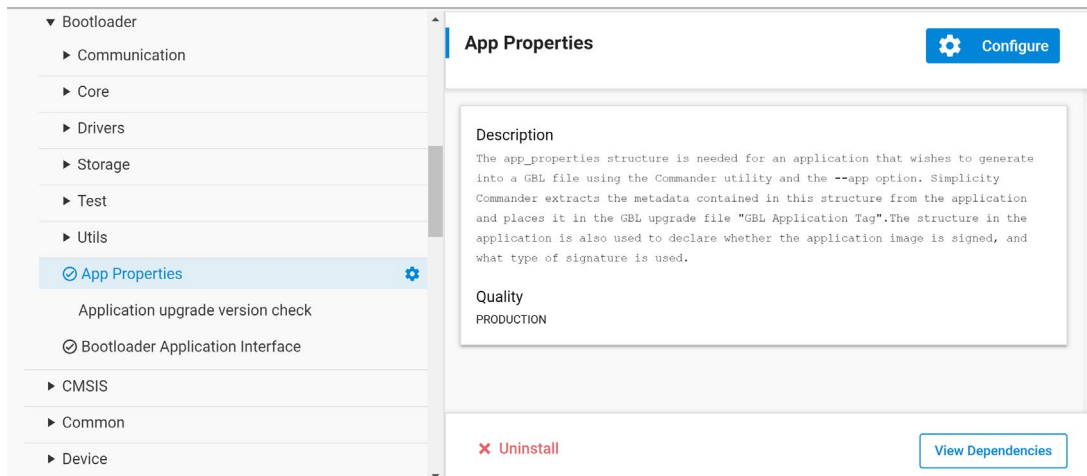 Bootloader
Communication
Core
Drivers
Storage
Test
Utils
App Properties
Application upgrade version check
Bootloader Application Interface
CMSIS
Common
Device
App Properties
Configure
Description
The app_properties structure is needed for an application that wishes to generate
into a GBL file using the Commander utility and the --app option. Simplicity
Commander extracts the metadata contained in this structure from the application
and places it in the GBL upgrade file "GBL Application Tag".The structure in the
application is also used to declare whether the application image is signed, and
what type of signature is used.
Quality
PRODUCTION
Uninstall
View Dependencies